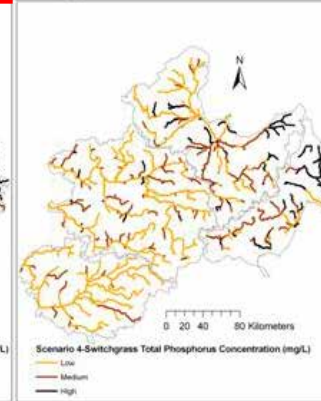 N
0 20 40 80 Kilometers
L)
Scenario 4-Switchgrass Total Phosphorus Concentration (mg/L)
Low
Medium
High